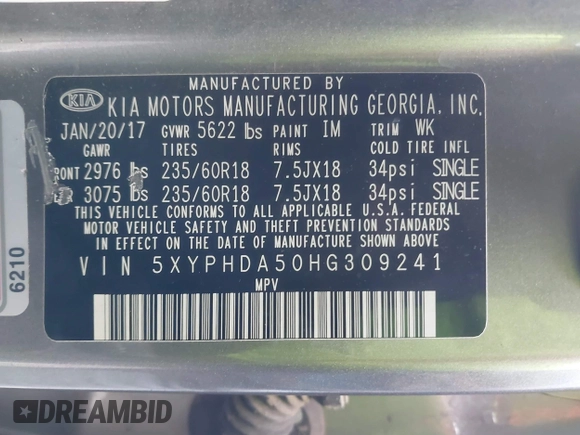 MANUFACTURED BY
KIA KIA MOTORS MANUFACTURING GEORGIA, INC.
JAN/20/17 GVWR 5622 lbs PAINT IM TRIM WK
GAWR TIRES RIMS COLD TIRE INFL
RONT 2976 lbs 235/60R18 7.5JX18 34psi SINGLE
R 3075 lbs 235/60R18 7.5JX18 34psi SINGLE
THIS VEHICLE CONFORMS TO ALL APPLICABLE U.S.A. FEDERAL
MOTOR VEHICLE SAFETY, BUMPER, AND THEFT PREVENTION STANDARDS
IN EFFECT ON THE DATE OF MANUFACTURE SHOWN ABOVE.
VIN 5XYPHDA50HG309241
MPV
6210
DREAMBID